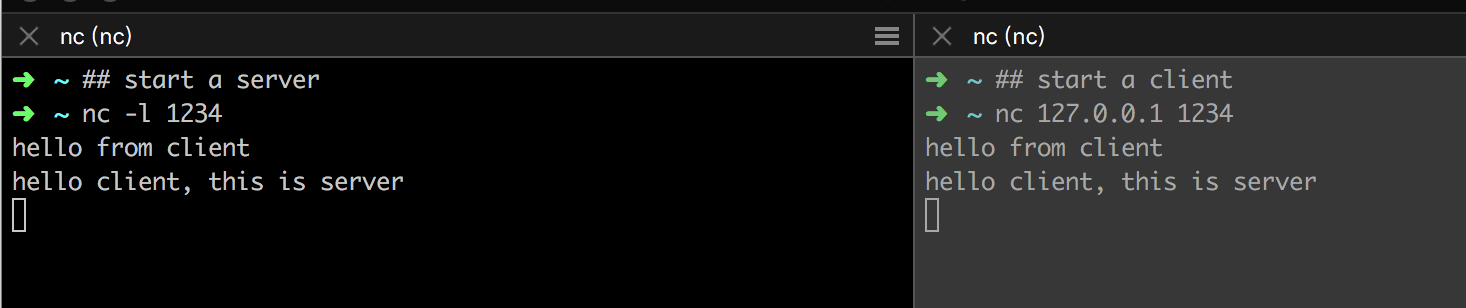 nc (nc)
➜ ~ ## start a server
➜ ~ nc -l 1234
hello from client
hello client, this is server
nc (nc)
➜ ~ ## start a client
➜ ~ nc 127.0.0.1 1234
hello from client
hello client, this is server